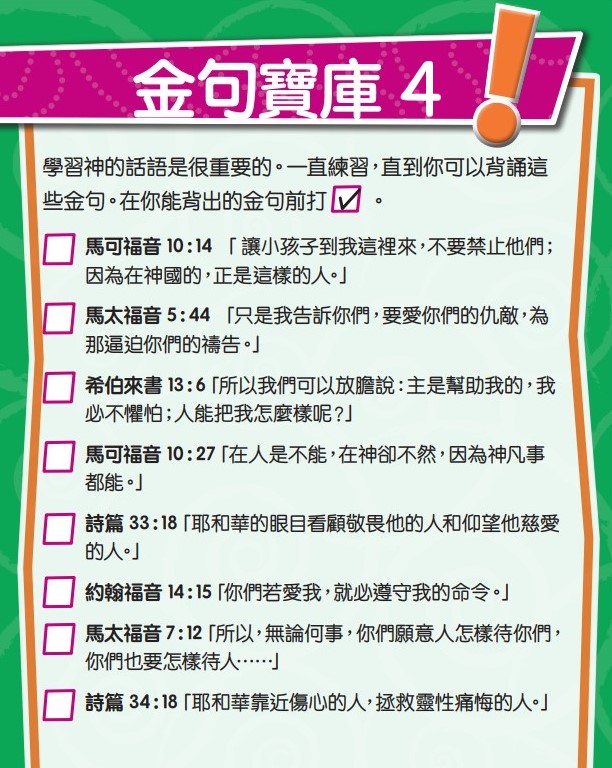 金句寶庫 4
學習神的話語是很重要的。一直練習,直到你可以背誦這
些金句。在你能背出的金句前打 。
馬可福音 10:14 「 讓小孩子到我這裡來,不要禁止他們;
因為在神國的,正是這樣的人。」
馬太福音 5:44 「只是我告訴你們,要愛你們的仇敵,為
那逼迫你們的禱告。」
希伯來書 13:6「所以我們可以放膽說:主是幫助我的,我
必不懼怕;人能把我怎麼樣呢?」
馬可福音 10:27「在人是不能,在神卻不然,因為神凡事
都能。」
詩篇 33:18「耶和華的眼目看顧敬畏他的人和仰望他慈愛
的人。」
約翰福音 14:15「你們若愛我,就必遵守我的命令。」
馬太福音 7:12「所以,無論何事,你們願意人怎樣待你們,
你們也要怎樣待人……」
詩篇 34:18「耶和華靠近傷心的人,拯救靈性痛悔的人。」